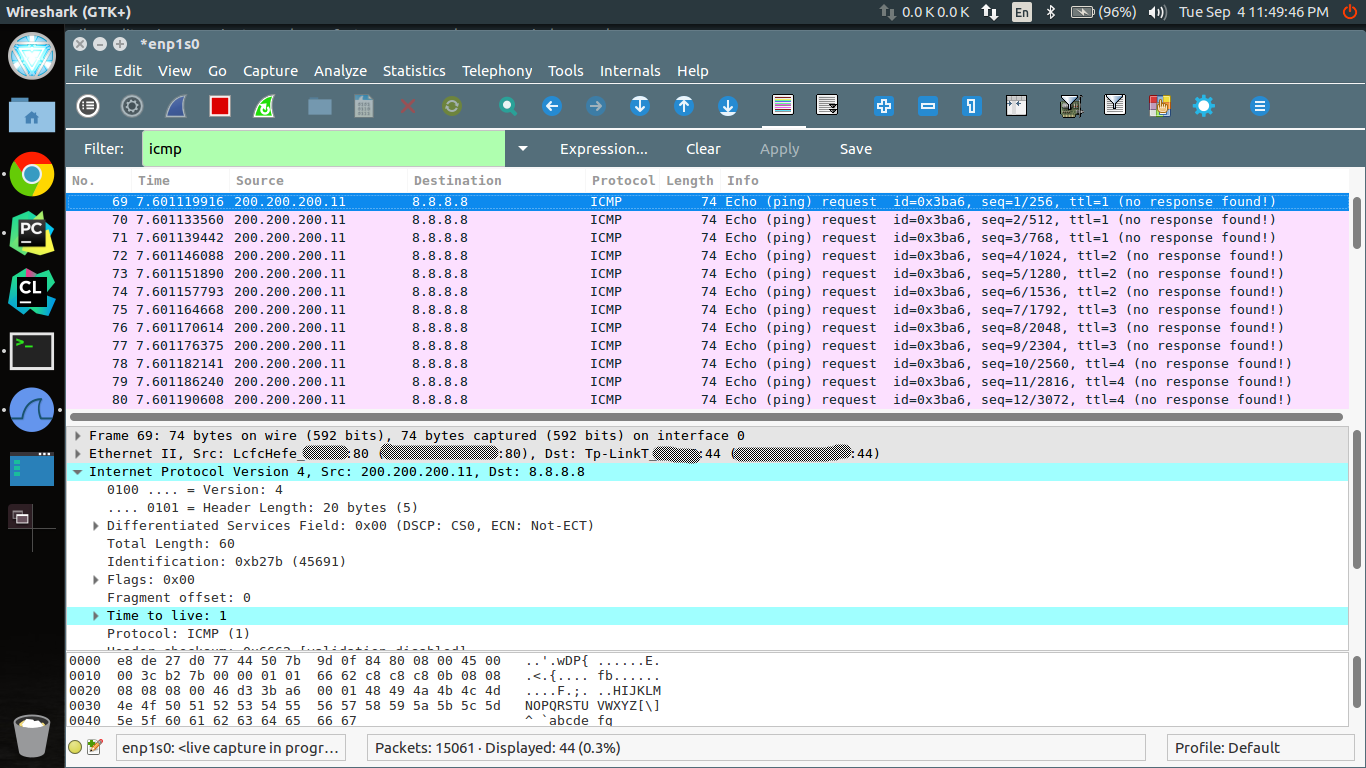 Wireshark (GTK+) 0.0 K 0.0 K En (96%) Tue Sep 4 11:49:46 PM
*enp1s0
File Edit View Go Capture Analyze Statistics Telephony Tools Internals Help
Filter: icmp Expression... Clear Apply Save
No. Time Source Destination Protocol Length Info
69 7.601119916 200.200.200.11 8.8.8.8 ICMP 74 Echo (ping) request id=0x3ba6, seq=1/256, ttl=1 (no response found!)
70 7.601133560 200.200.200.11 8.8.8.8 ICMP 74 Echo (ping) request id=0x3ba6, seq=2/512, ttl=1 (no response found!)
71 7.601139442 200.200.200.11 8.8.8.8 ICMP 74 Echo (ping) request id=0x3ba6, seq=3/768, ttl=1 (no response found!)
72 7.601146088 200.200.200.11 8.8.8.8 ICMP 74 Echo (ping) request id=0x3ba6, seq=4/1024, ttl=2 (no response found!)
73 7.601151890 200.200.200.11 8.8.8.8 ICMP 74 Echo (ping) request id=0x3ba6, seq=5/1280, ttl=2 (no response found!)
74 7.601157793 200.200.200.11 8.8.8.8 ICMP 74 Echo (ping) request id=0x3ba6, seq=6/1536, ttl=2 (no response found!)
75 7.601164668 200.200.200.11 8.8.8.8 ICMP 74 Echo (ping) request id=0x3ba6, seq=7/1792, ttl=3 (no response found!)
76 7.601170614 200.200.200.11 8.8.8.8 ICMP 74 Echo (ping) request id=0x3ba6, seq=8/2048, ttl=3 (no response found!)
77 7.601176375 200.200.200.11 8.8.8.8 ICMP 74 Echo (ping) request id=0x3ba6, seq=9/2304, ttl=3 (no response found!)
78 7.601182141 200.200.200.11 8.8.8.8 ICMP 74 Echo (ping) request id=0x3ba6, seq=10/2560, ttl=4 (no response found!)
79 7.601186240 200.200.200.11 8.8.8.8 ICMP 74 Echo (ping) request id=0x3ba6, seq=11/2816, ttl=4 (no response found!)
80 7.601190608 200.200.200.11 8.8.8.8 ICMP 74 Echo (ping) request id=0x3ba6, seq=12/3072, ttl=4 (no response found!)
Frame 69: 74 bytes on wire (592 bits), 74 bytes captured (592 bits) on interface 0
Ethernet II, Src: LcfcHefe_ :80 ( :80), Dst: Tp-LinkT_ :44 ( :44)
Internet Protocol Version 4, Src: 200.200.200.11, Dst: 8.8.8.8
0100 .... = Version: 4
.... 0101 = Header Length: 20 bytes (5)
Differentiated Services Field: 0x00 (DSCP: CS0, ECN: Not-ECT)
Total Length: 60
Identification: 0xb27b (45691)
Flags: 0x00
Fragment offset: 0
Time to live: 1
Protocol: ICMP (1)
Header checksum: 0x6662 [validation disabled]
0000 e8 de 27 d0 77 44 50 7b 9d 0f 84 80 08 00 45 00 ..'.wDP{ ......E.
0010 00 3c b2 7b 00 00 01 01 66 62 c8 c8 c8 0b 08 08 .<.{.... fb......
0020 08 08 08 00 46 d3 3b a6 00 01 48 49 4a 4b 4c 4d ....F.;. ..HIJKLM
0030 4e 4f 50 51 52 53 54 55 56 57 58 59 5a 5b 5c 5d NOPQRSTU VWXYZ[\]
0040 5e 5f 60 61 62 63 64 65 66 67 ^_`abcde fg
enp1s0: <live capture in progr... Packets: 15061 · Displayed: 44 (0.3%) Profile: Default
PC
CL
>_